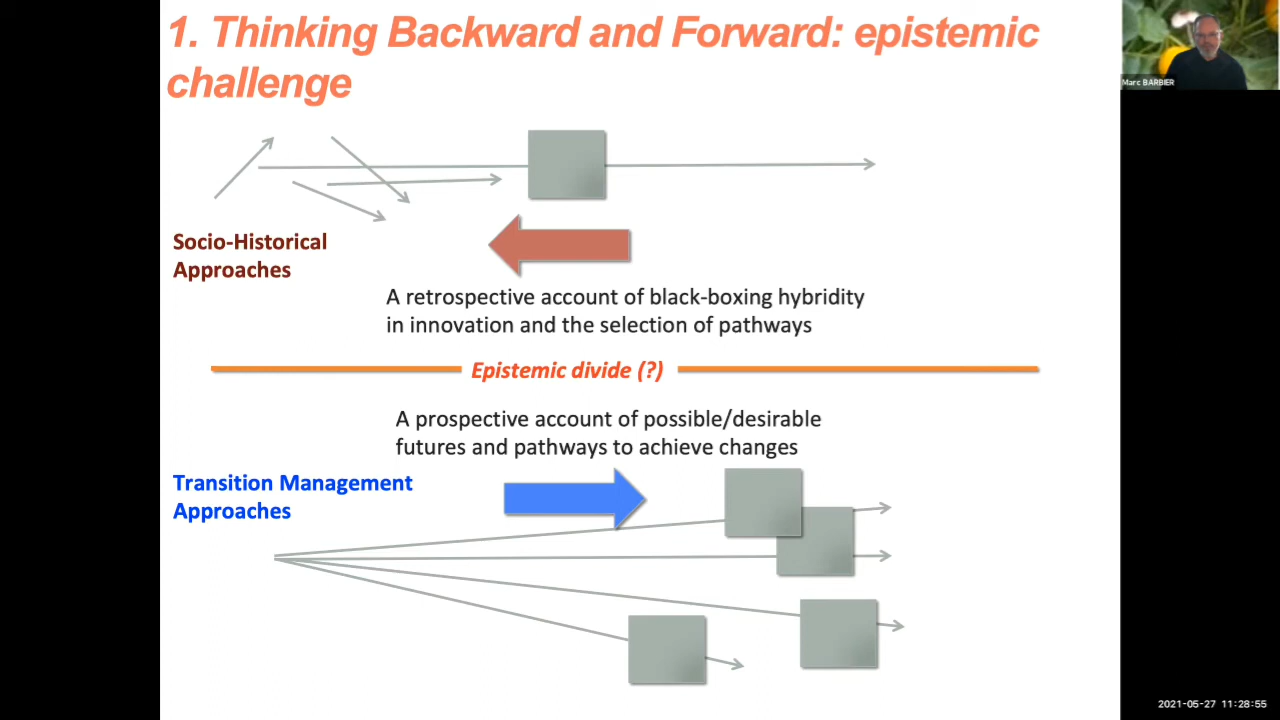 1. Thinking Backward and Forward: epistemic
challenge
Marc BARBIER
Socio-Historical
Approaches
A retrospective account of black-boxing hybridity
in innovation and the selection of pathways
Epistemic divide (?)
A prospective account of possible/desirable
futures and pathways to achieve changes
Transition Management
Approaches
2021-05-27 11:28:55